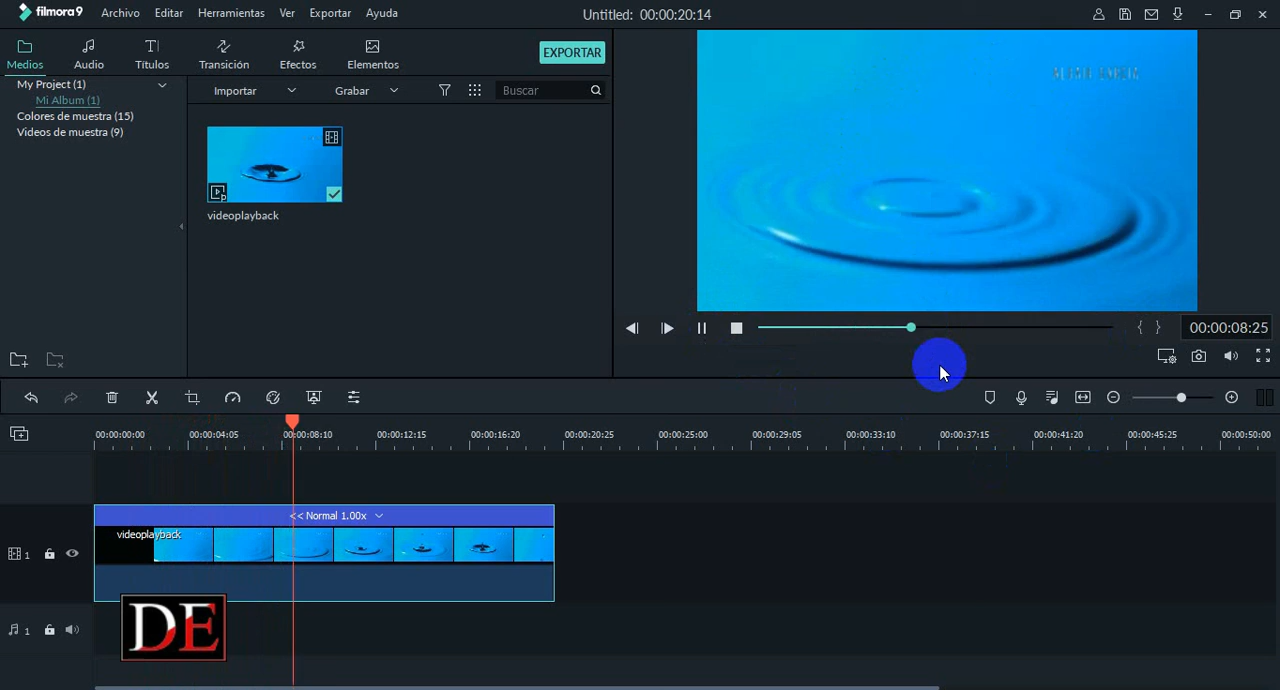 filmora9 Archivo Editar Herramientas Ver Exportar Ayuda Untitled: 00:00:20:14
Medios Audio Títulos Transición Efectos Elementos EXPORTAR
My Project (1)
Mi Album (1)
Colores de muestra (15)
Videos de muestra (9)
Importar Grabar Buscar
videoplayback
00:00:08:25
00:00:00:00 00:00:04:05 00:00:08:10 00:00:12:15 00:00:16:20 00:00:20:25 00:00:25:00 00:00:29:05 00:00:33:10 00:00:37:15 00:00:41:20 00:00:45:25 00:00:50:00
<< Normal 1.00x
videoplayback
1
DE
1